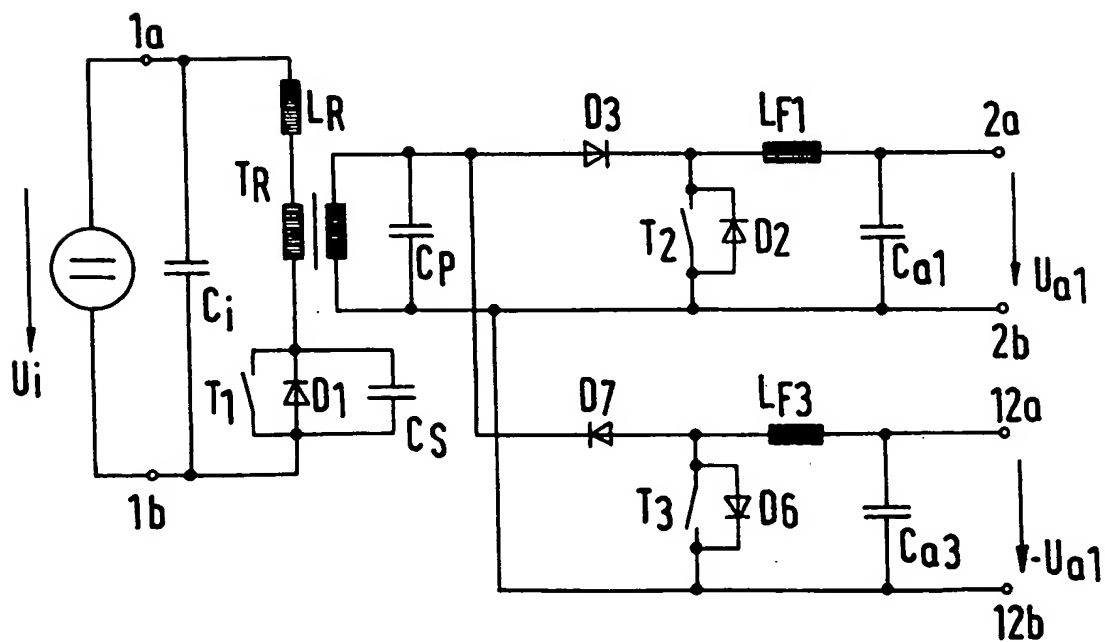 1a
LR
D3
LF1
2a
TR
T2
D2
CP
Ca1
Ua1
Ci
2b
Ui
T1
D1
CS
D7
LF3
12a
T3
D6
Ca3
-Ua1
1b
12b